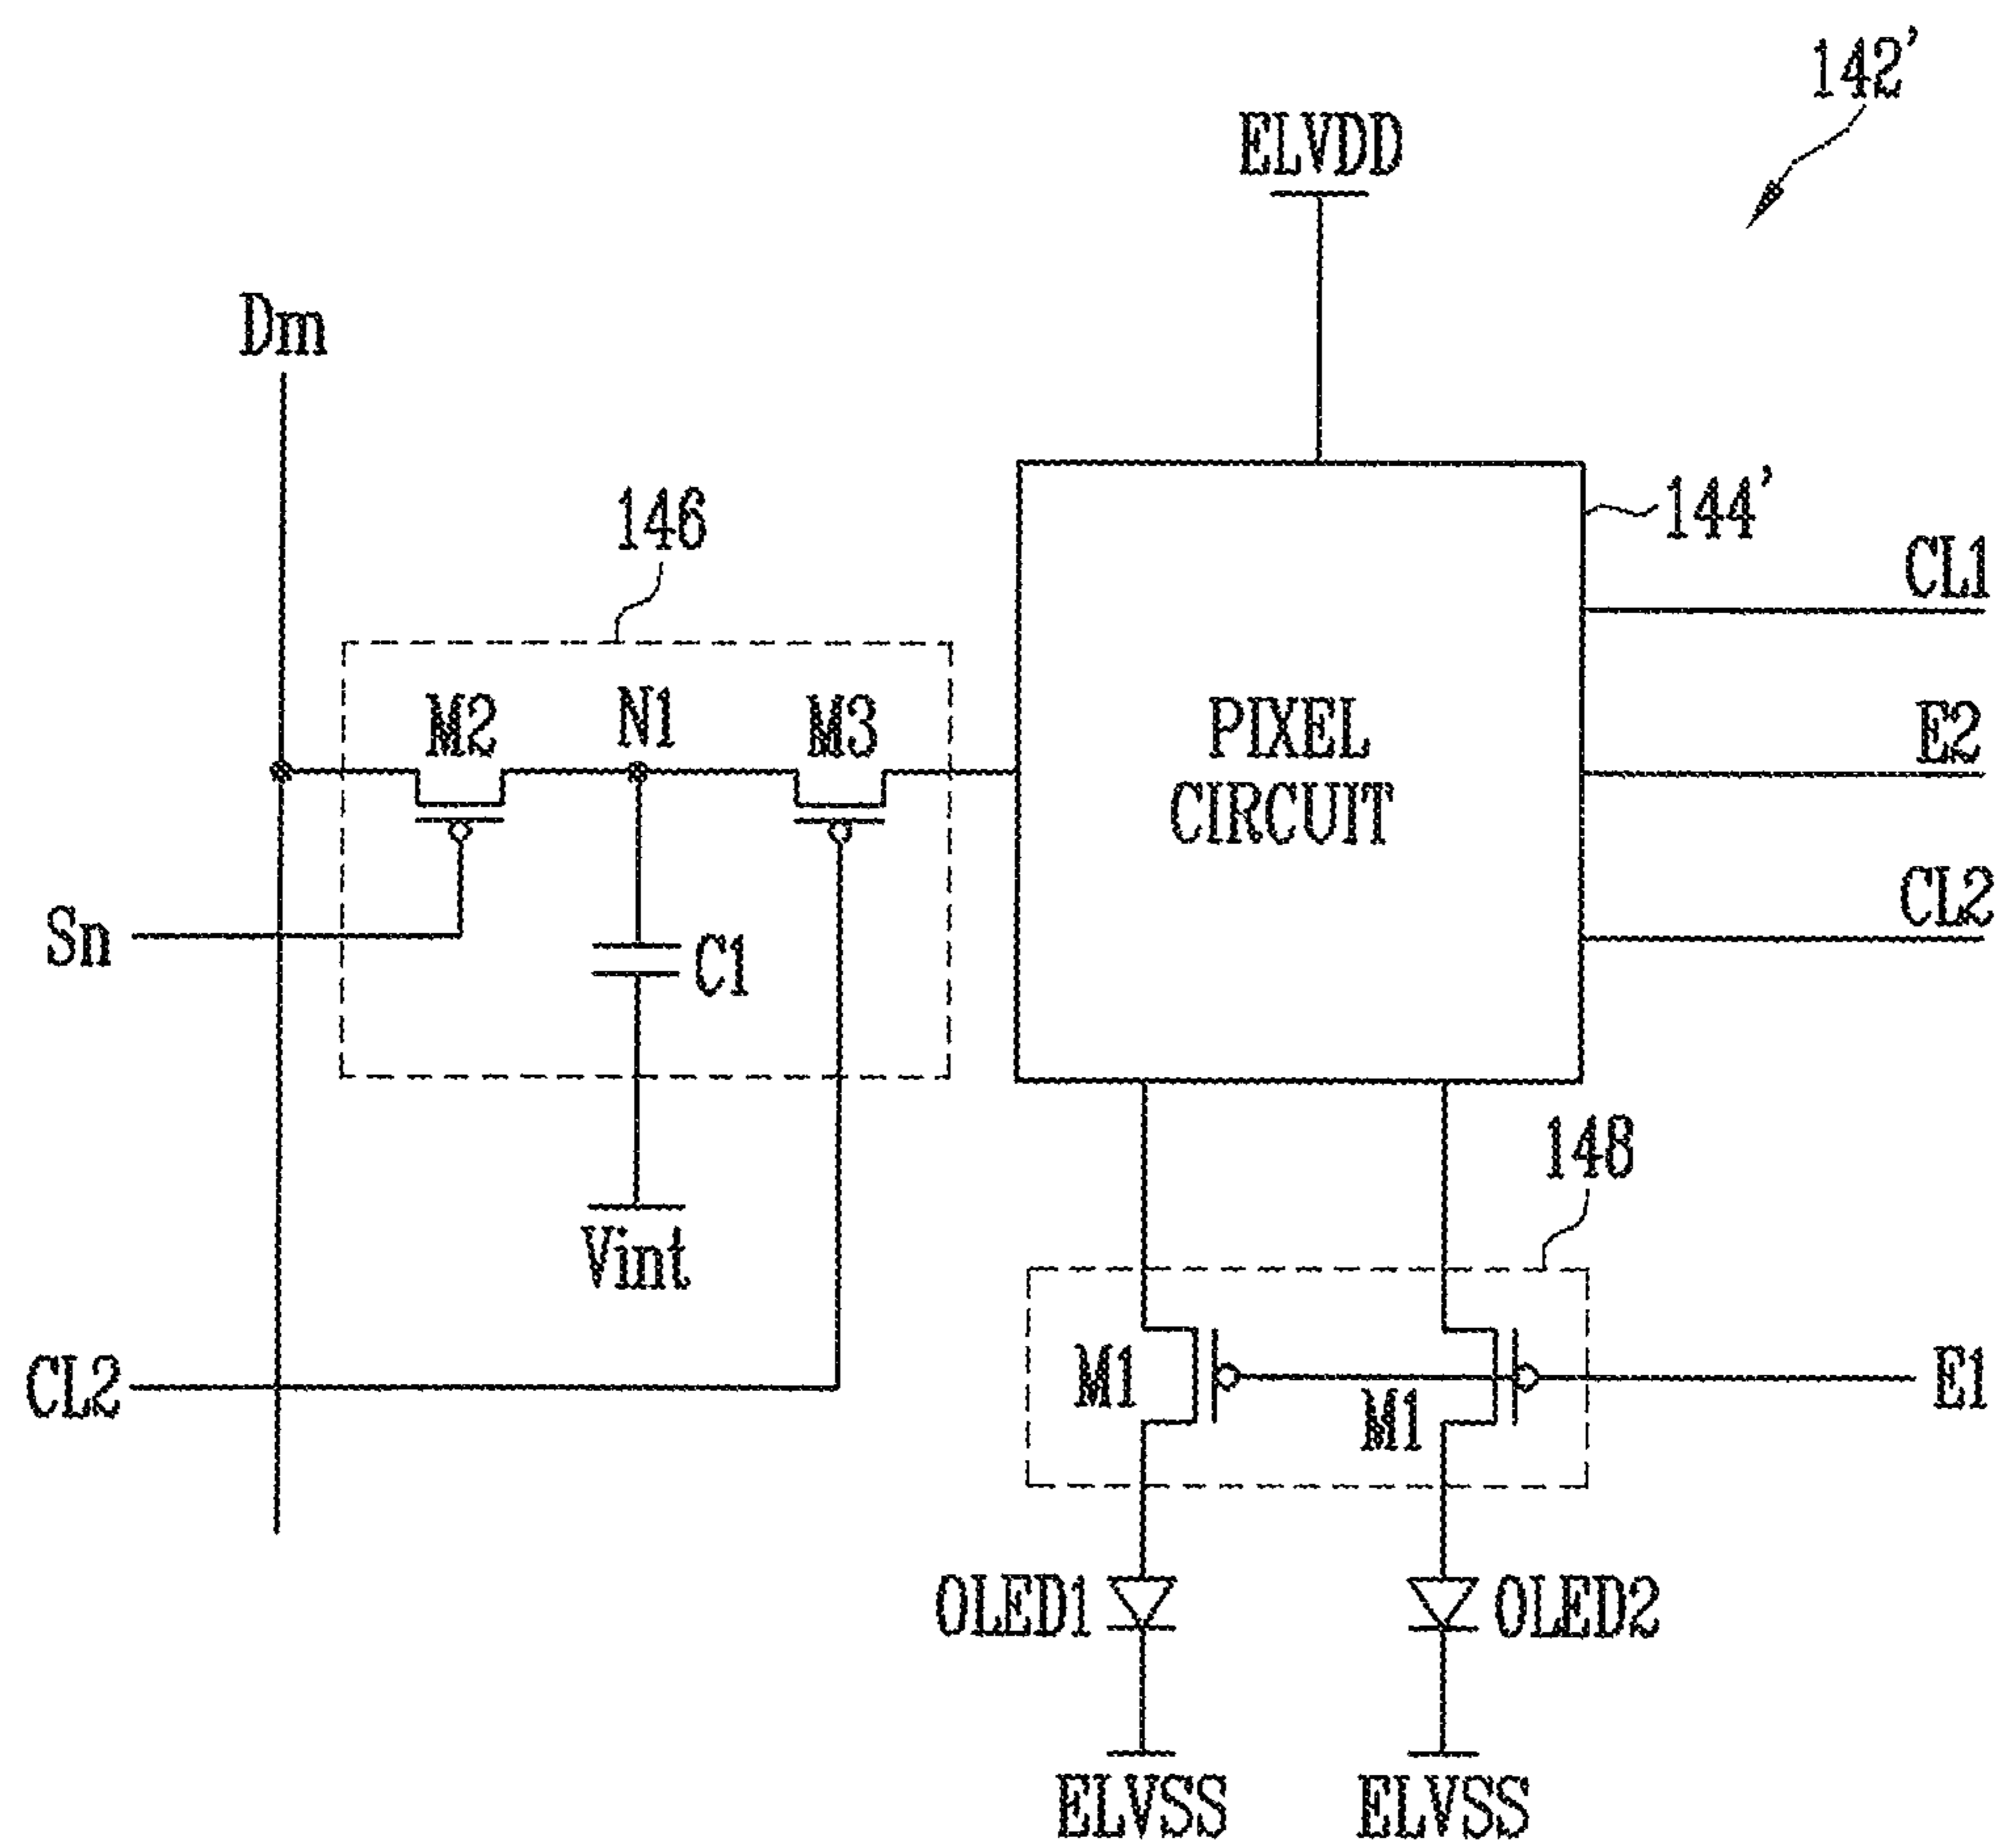 142'
ELVDD
Dm
146
144'
CL1
M2
N1
M3
PIXEL
CIRCUIT
E2
CL2
Sn
C1
148
Vint
CL2
M1
M1
E1
OLED1
OLED2
ELVSS
ELVSS